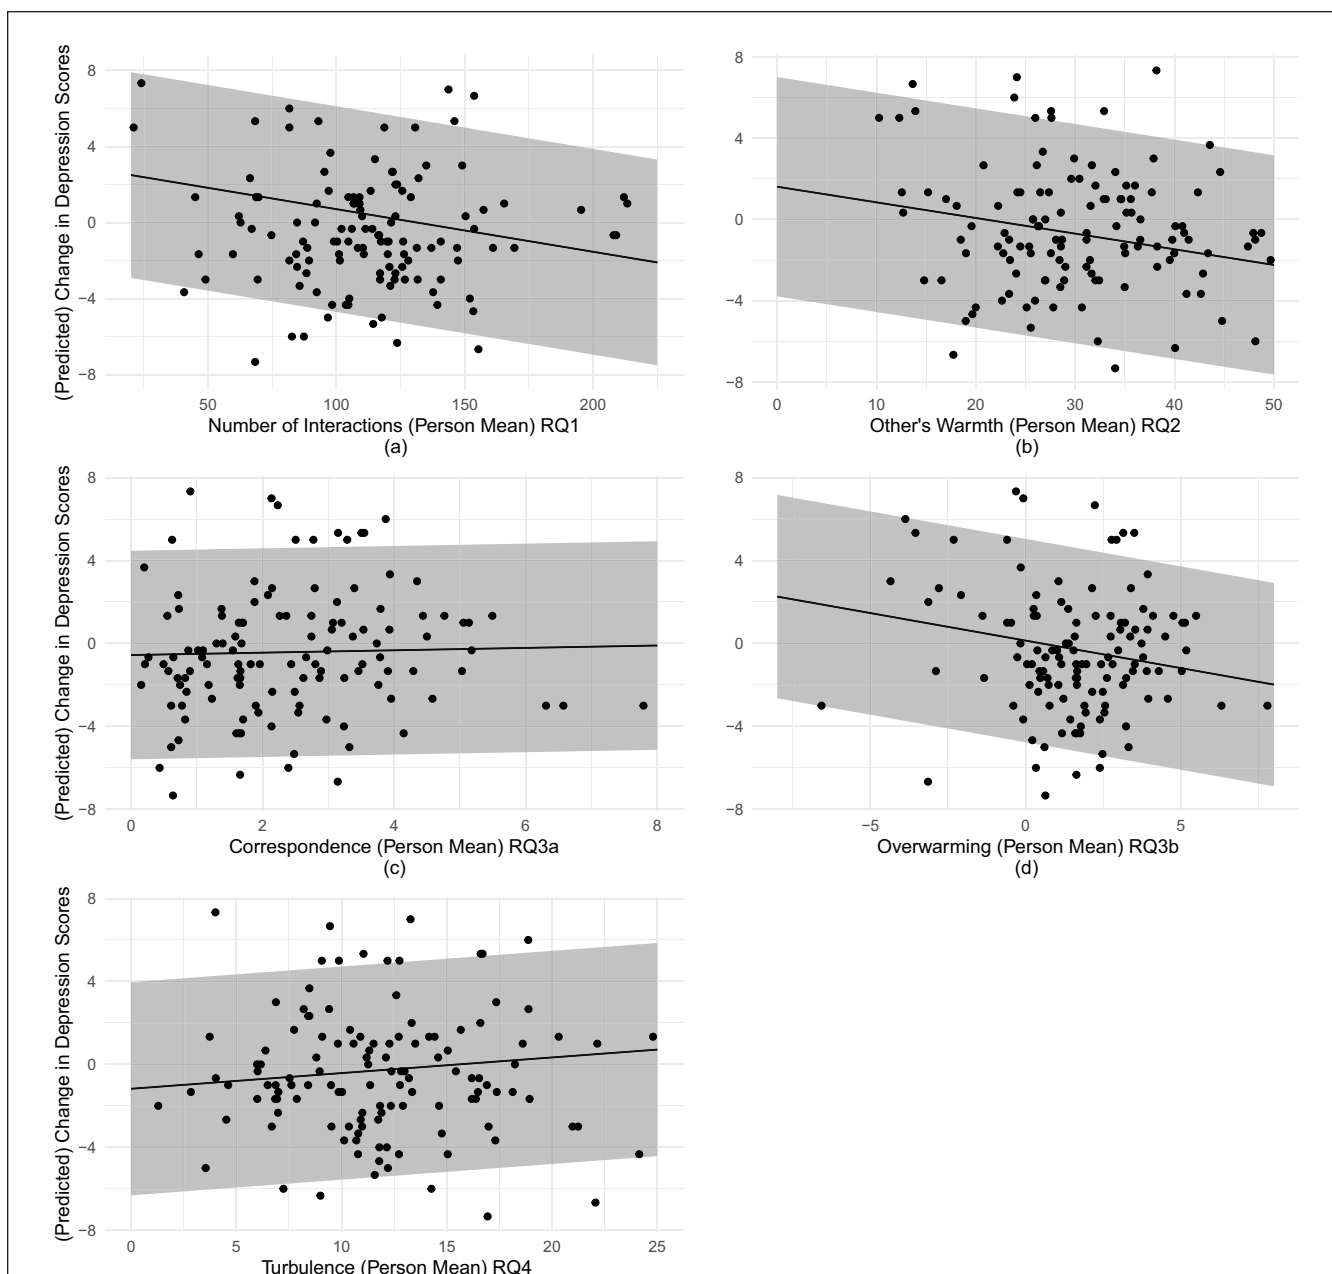 (Predicted) Change in Depression Scores
8
4
0
−4
−8
50 100 150 200
Number of Interactions (Person Mean) RQ1
(a)
8
4
0
−4
−8
0 10 20 30 40 50
Other's Warmth (Person Mean) RQ2
(b)
(Predicted) Change in Depression Scores
8
4
0
−4
−8
0 2 4 6 8
Correspondence (Person Mean) RQ3a
(c)
8
4
0
−4
−8
−5 0 5
Overwarming (Person Mean) RQ3b
(d)
(Predicted) Change in Depression Scores
8
4
0
−4
−8
0 5 10 15 20 25
Turbulence (Person Mean) RQ4